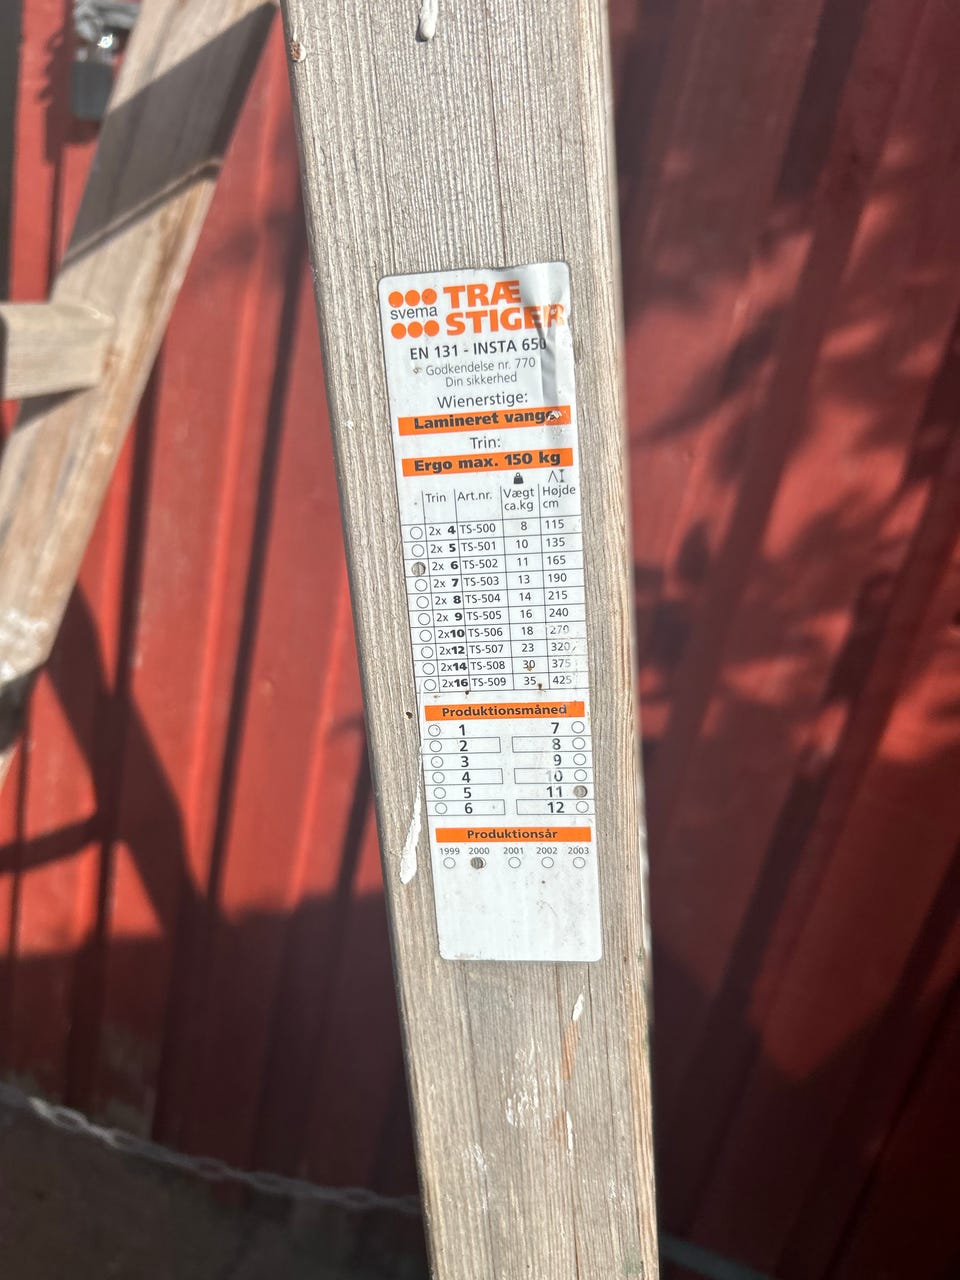 svema
TRÆ
STIGER
EN 131 - INSTA 650
Godkendelse nr. 770
Din sikkerhed
Wienerstige:
Lamineret vange
Trin:
Ergo max. 150 kg
Trin Art.nr. Vægt ca.kg Højde cm
2x 4 TS-500 8 115
2x 5 TS-501 10 135
2x 6 TS-502 11 165
2x 7 TS-503 13 190
2x 8 TS-504 14 215
2x 9 TS-505 16 240
2x10 TS-506 18 270
2x12 TS-507 23 320
2x14 TS-508 30 375
2x16 TS-509 35 425
Produktionsmåned
1 7
2 8
3 9
4 10
5 11
6 12
Produktionsår
1999 2000 2001 2002 2003